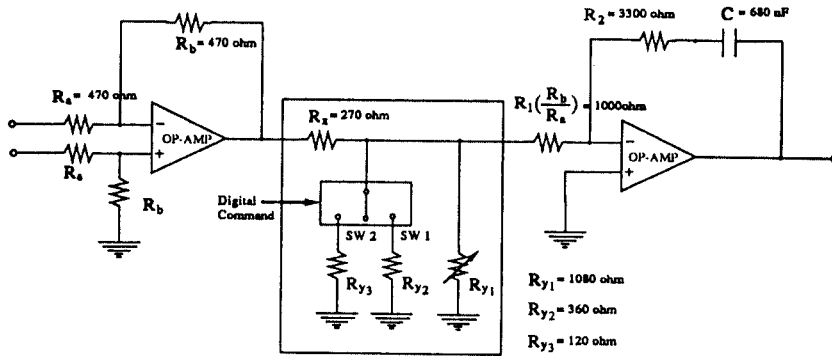 R_b = 470 ohm
R_a = 470 ohm
−
OP-AMP
+
R_a
R_b
R_x = 270 ohm
Digital
Command
SW 2
SW 1
R_y3
R_y2
R_y1
R_2 = 3300 ohm
C = 680 nF
R_1(R_b/R_a) = 1000ohm
−
OP-AMP
+
R_y1 = 1080 ohm
R_y2 = 360 ohm
R_y3 = 120 ohm